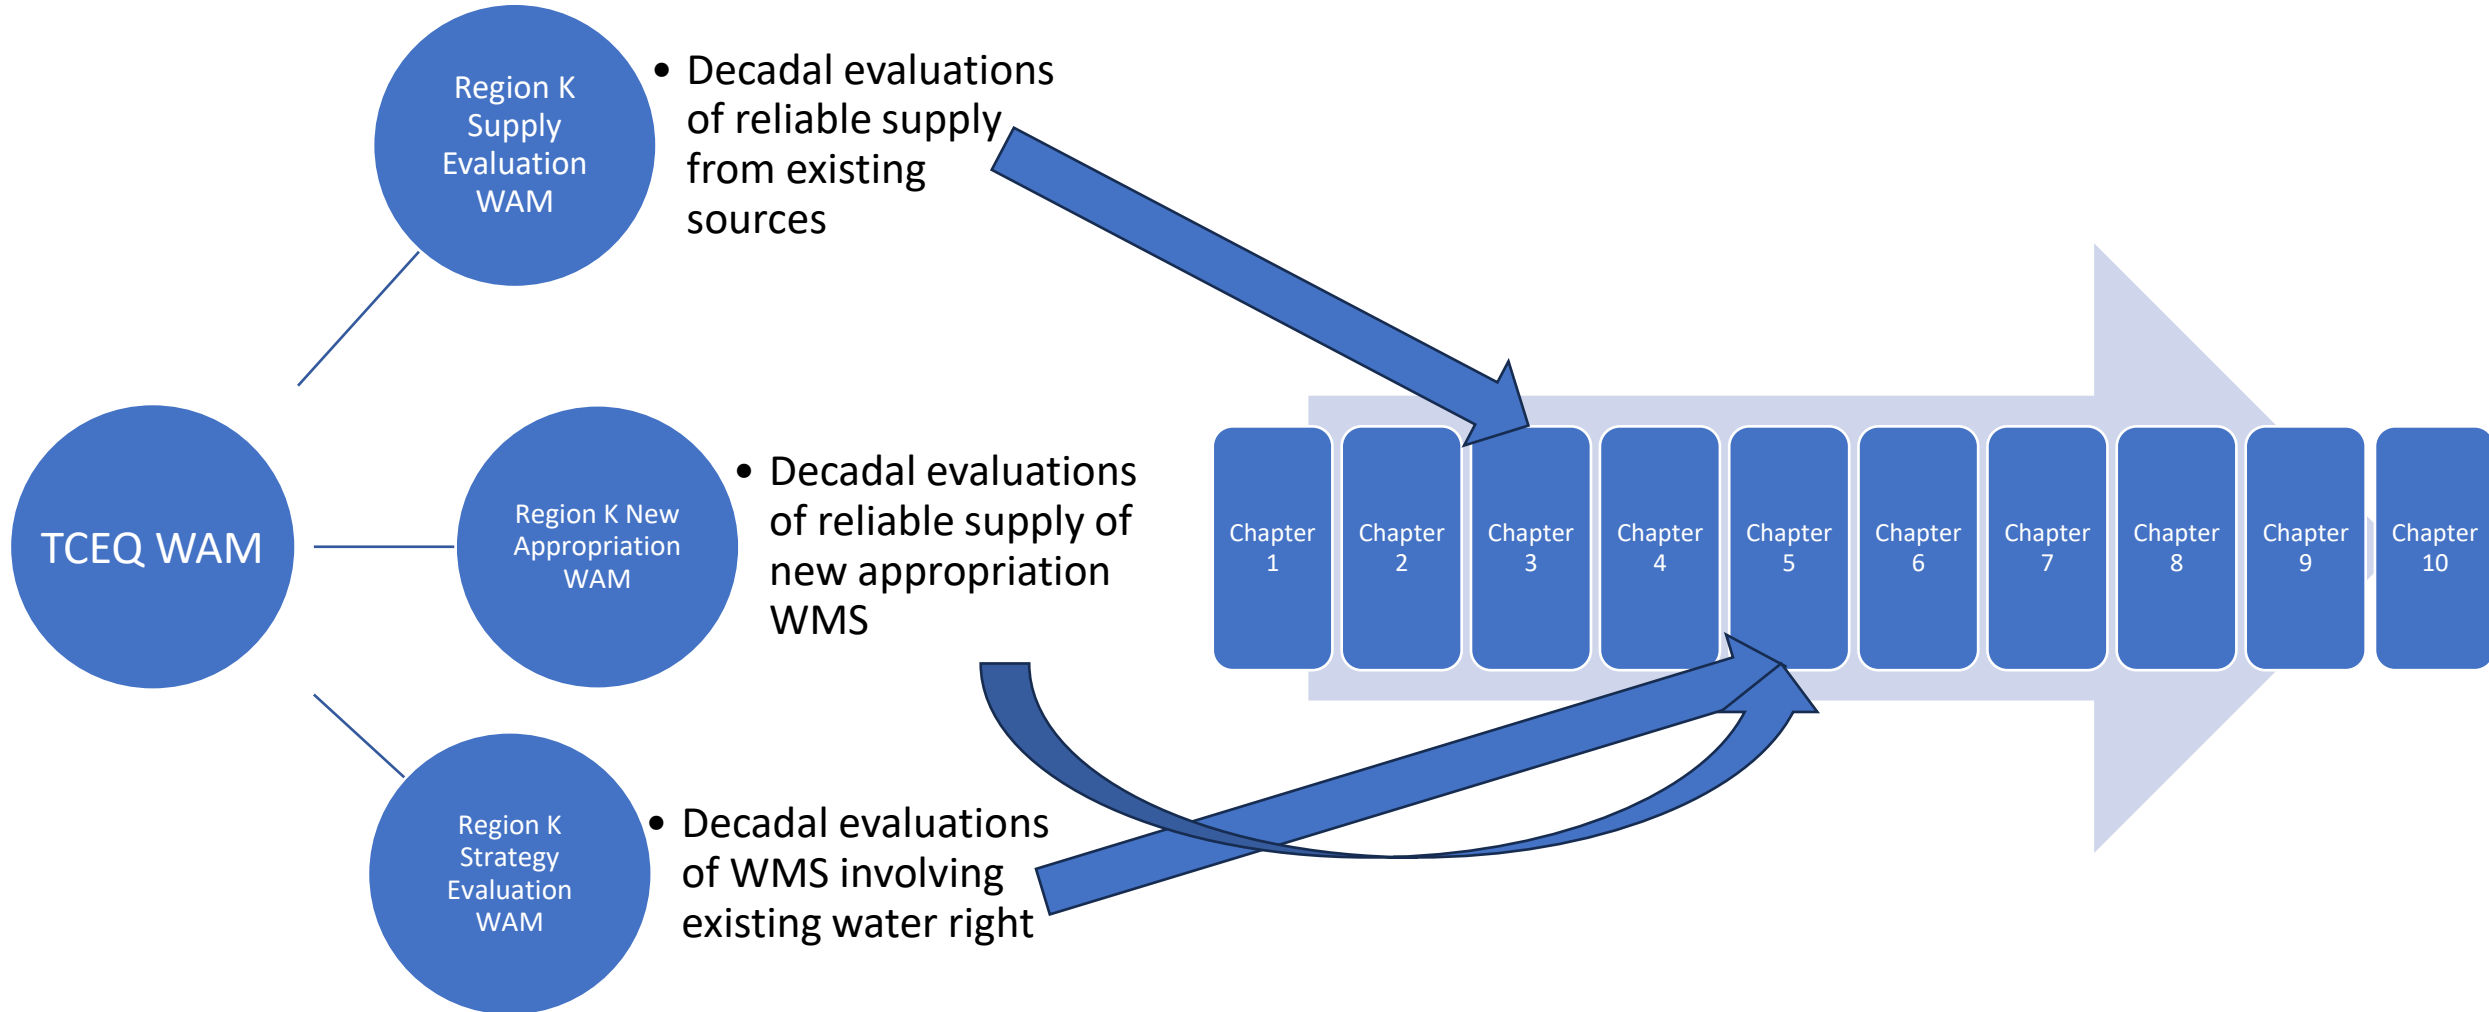 TCEQ WAM
Region K
Supply
Evaluation
WAM
• Decadal evaluations
of reliable supply
from existing
sources
Region K New
Appropriation
WAM
• Decadal evaluations
of reliable supply of
new appropriation
WMS
Region K
Strategy
Evaluation
WAM
• Decadal evaluations
of WMS involving
existing water right
Chapter
1
Chapter
2
Chapter
3
Chapter
4
Chapter
5
Chapter
6
Chapter
7
Chapter
8
Chapter
9
Chapter
10